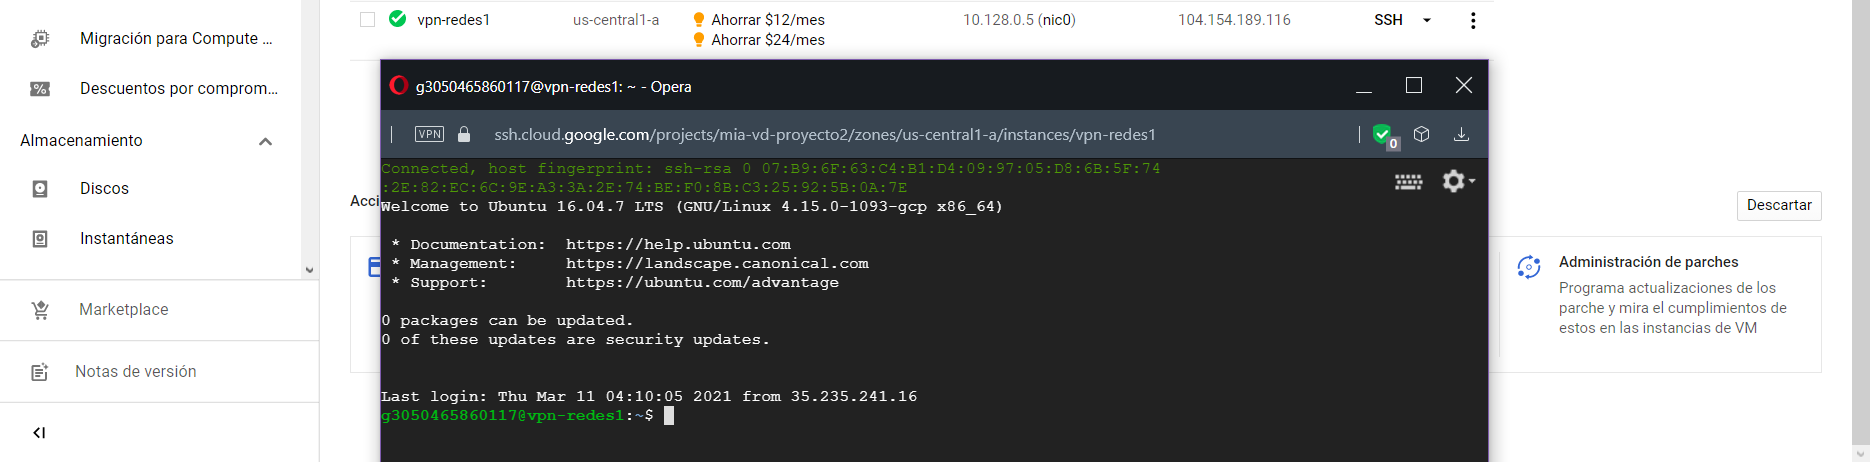 Migración para Compute ...
Descuentos por comprom...
Almacenamiento
Discos
Instantáneas
Marketplace
Notas de versión
vpn-redes1 us-central1-a Ahorrar $12/mes 10.128.0.5 (nic0) 104.154.189.116 SSH
Ahorrar $24/mes
g3050465860117@vpn-redes1: ~ - Opera
VPN ssh.cloud.google.com/projects/mia-vd-proyecto2/zones/us-central1-a/instances/vpn-redes1 0
Connected, host fingerprint: ssh-rsa 0 07:B9:6F:63:C4:B1:D4:09:97:05:D8:6B:5F:74
:2E:82:EC:6C:9E:A3:3A:2E:74:BE:F0:8B:C3:25:92:5B:0A:7E
Welcome to Ubuntu 16.04.7 LTS (GNU/Linux 4.15.0-1093-gcp x86_64)
* Documentation: https://help.ubuntu.com
* Management: https://landscape.canonical.com
* Support: https://ubuntu.com/advantage
0 packages can be updated.
0 of these updates are security updates.
Last login: Thu Mar 11 04:10:05 2021 from 35.235.241.16
g3050465860117@vpn-redes1:~$
Acci
Descartar
Administración de parches
Programa actualizaciones de los
parche y mira el cumplimientos de
estos en las instancias de VM